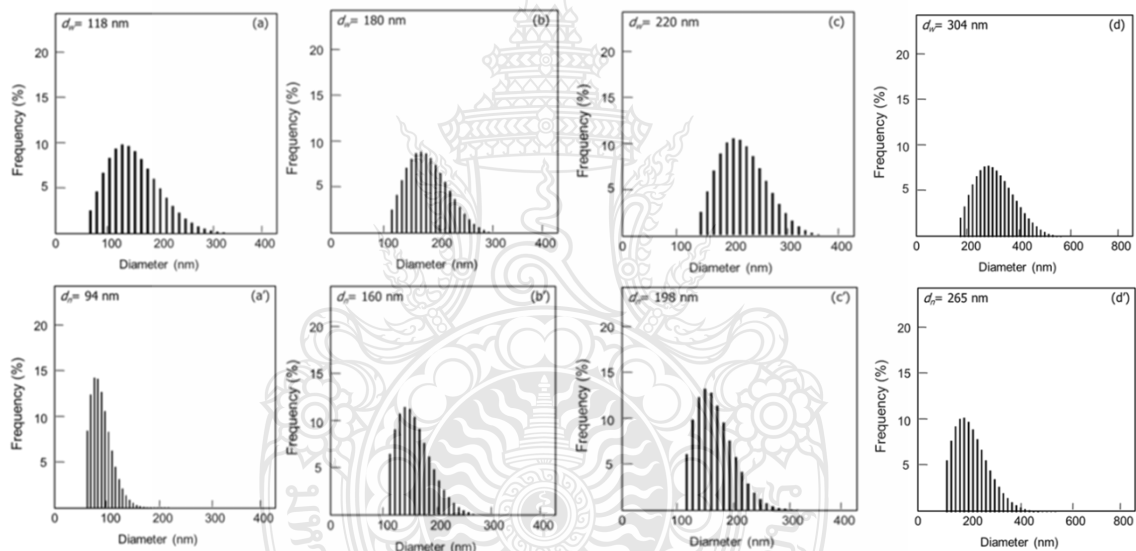 d_w= 118 nm (a)
20
15
10
5
Frequency (%)
0 100 200 300 400
Diameter (nm)
d_w= 180 nm (b)
20
15
10
5
Frequency (%)
0 100 200 300 400
Diameter (nm)
d_w= 220 nm (c)
20
15
10
5
Frequency (%)
0 100 200 300 400
Diameter (nm)
d_w= 304 nm (d)
20
15
10
5
Frequency (%)
0 200 400 600 800
Diameter (nm)
d_n= 94 nm (a′)
20
15
10
5
Frequency (%)
0 100 200 300 400
Diameter (nm)
d_n= 160 nm (b′)
20
15
10
5
Frequency (%)
0 100 200 300 400
Diameter (nm)
d_n= 198 nm (c′)
20
15
10
5
Frequency (%)
0 100 200 300 400
Diameter (nm)
d_n= 265 nm (d′)
20
15
10
5
Frequency (%)
0 200 400 600 800
Diameter (nm)